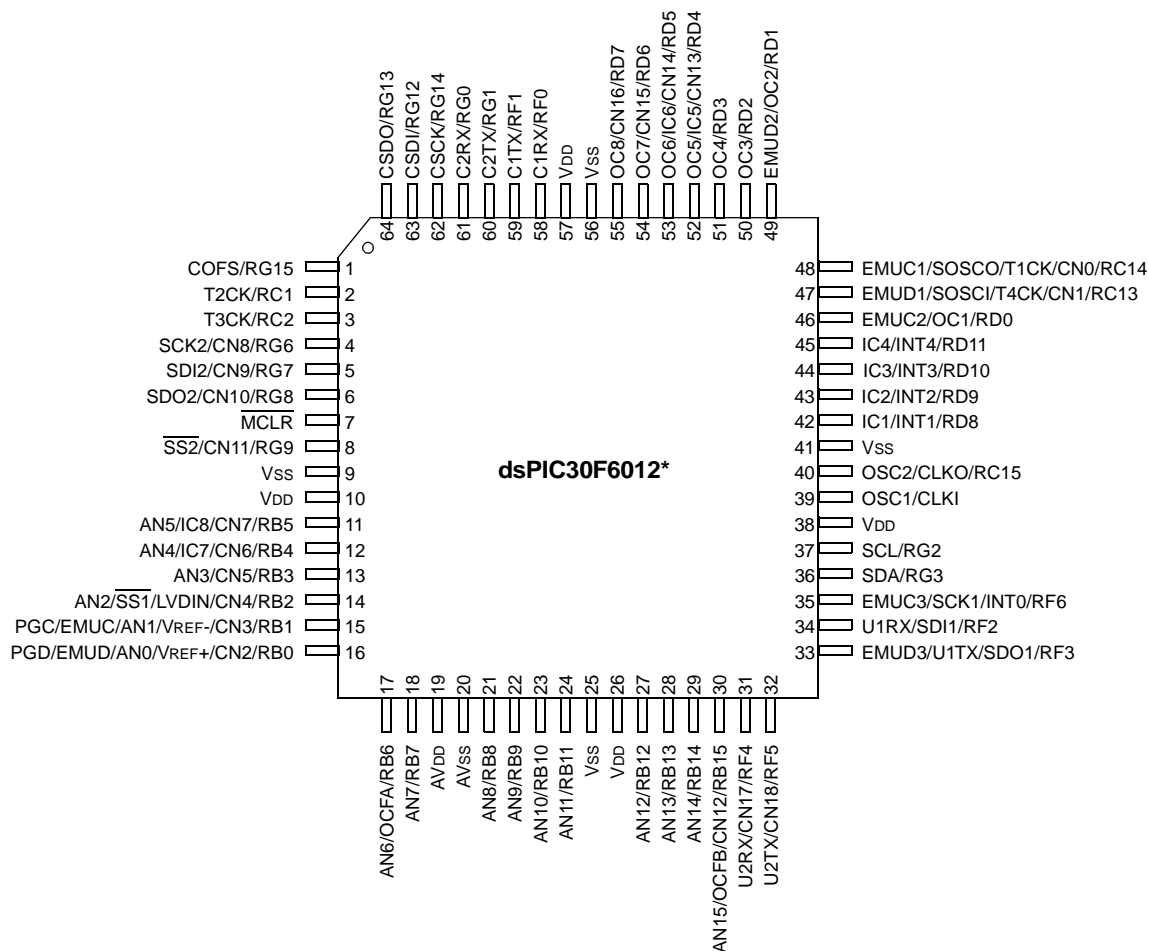 CSDO/RG13
CSDI/RG12
CSCK/RG14
C2RX/RG0
C2TX/RG1
C1TX/RF1
C1RX/RF0
VDD
VSS
OC8/CN16/RD7
OC7/CN15/RD6
OC6/IC6/CN14/RD5
OC5/IC5/CN13/RD4
OC4/RD3
OC3/RD2
EMUD2/OC2/RD1
64 63 62 61 60 59 58 57 56 55 54 53 52 51 50 49
COFS/RG15 1
T2CK/RC1 2
T3CK/RC2 3
SCK2/CN8/RG6 4
SDI2/CN9/RG7 5
SDO2/CN10/RG8 6
MCLR 7
SS2/CN11/RG9 8
VSS 9
VDD 10
AN5/IC8/CN7/RB5 11
AN4/IC7/CN6/RB4 12
AN3/CN5/RB3 13
AN2/SS1/LVDIN/CN4/RB2 14
PGC/EMUC/AN1/VREF-/CN3/RB1 15
PGD/EMUD/AN0/VREF+/CN2/RB0 16
dsPIC30F6012*
48 EMUC1/SOSCO/T1CK/CN0/RC14
47 EMUD1/SOSCI/T4CK/CN1/RC13
46 EMUC2/OC1/RD0
45 IC4/INT4/RD11
44 IC3/INT3/RD10
43 IC2/INT2/RD9
42 IC1/INT1/RD8
41 VSS
40 OSC2/CLKO/RC15
39 OSC1/CLKI
38 VDD
37 SCL/RG2
36 SDA/RG3
35 EMUC3/SCK1/INT0/RF6
34 U1RX/SDI1/RF2
33 EMUD3/U1TX/SDO1/RF3
17 18 19 20 21 22 23 24 25 26 27 28 29 30 31 32
AN6/OCFA/RB6
AN7/RB7
AVDD
AVSS
AN8/RB8
AN9/RB9
AN10/RB10
AN11/RB11
VSS
VDD
AN12/RB12
AN13/RB13
AN14/RB14
AN15/OCFB/CN12/RB15
U2RX/CN17/RF4
U2TX/CN18/RF5